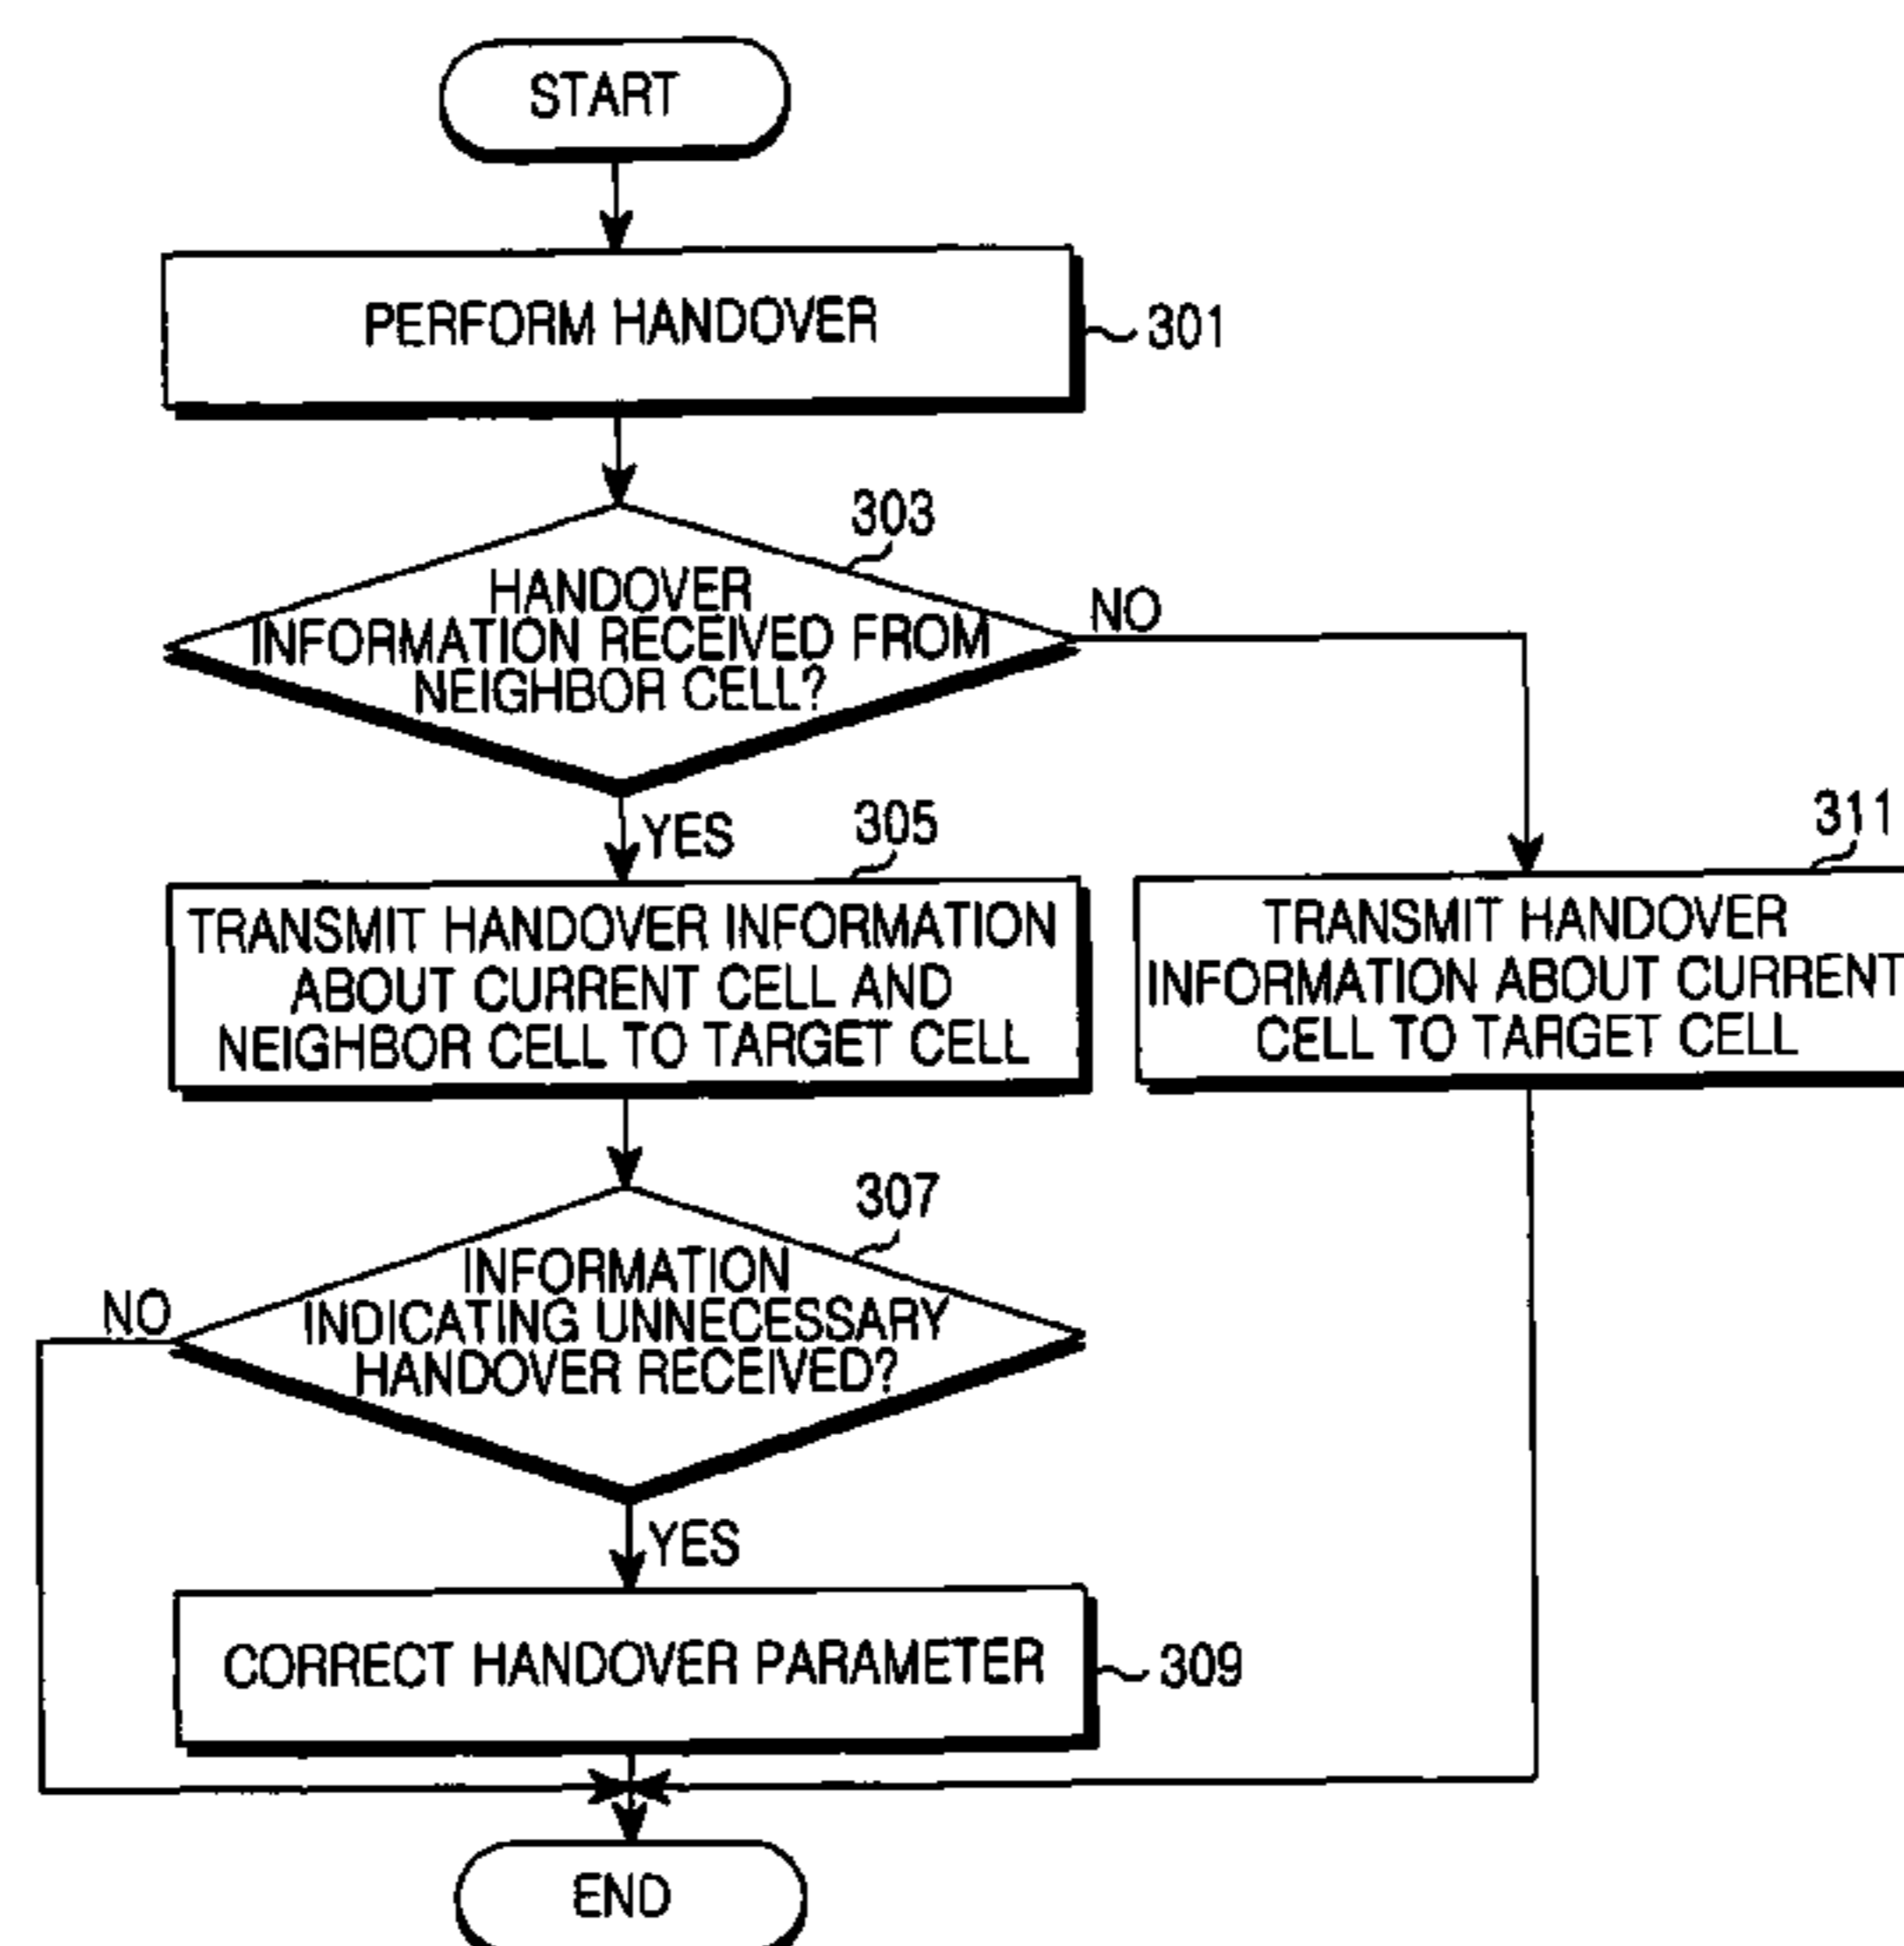 START
PERFORM HANDOVER
301
303
HANDOVER
INFORMATION RECEIVED FROM
NEIGHBOR CELL?
NO
YES
305
TRANSMIT HANDOVER INFORMATION
ABOUT CURRENT CELL AND
NEIGHBOR CELL TO TARGET CELL
311
TRANSMIT HANDOVER
INFORMATION ABOUT CURRENT
CELL TO TARGET CELL
307
INFORMATION
INDICATING UNNECESSARY
HANDOVER RECEIVED?
NO
YES
CORRECT HANDOVER PARAMETER
309
END